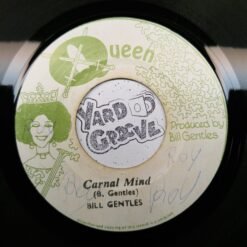 Queen
YARD GROOVE
Produced by
Bill Gentles
Carnal Mind
(B. Gentles)
BILL GENTLES